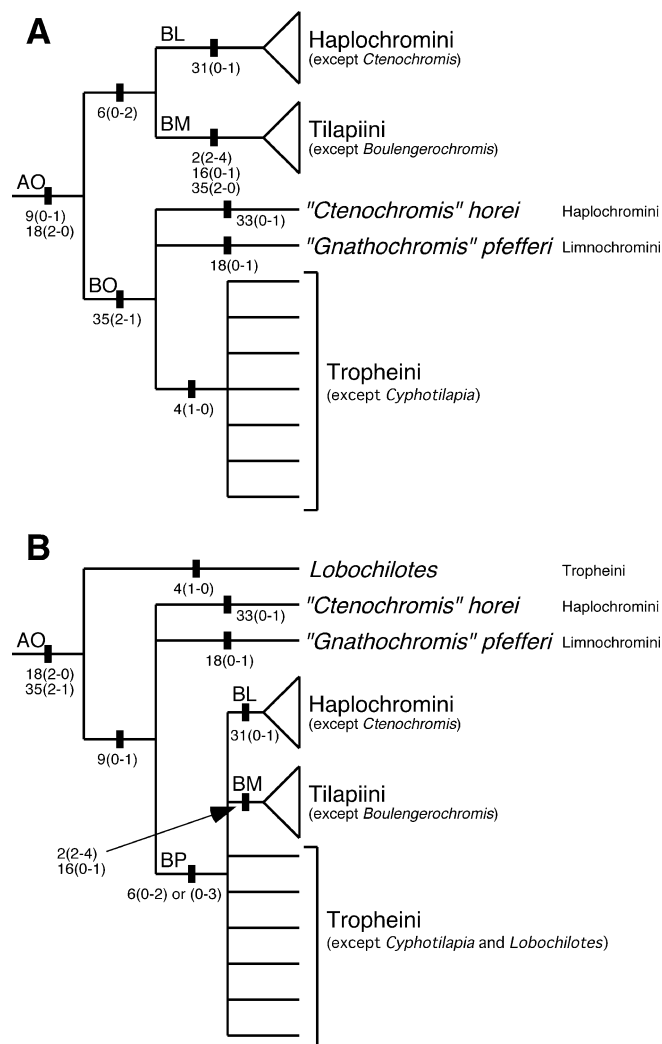 A
BL
Haplochromini
(except Ctenochromis)
31(0-1)
6(0-2)
BM
Tilapiini
(except Boulengerochromis)
2(2-4)
16(0-1)
35(2-0)
AO
9(0-1)
18(2-0)
"Ctenochromis" horei Haplochromini
33(0-1)
"Gnathochromis" pfefferi Limnochromini
18(0-1)
BO
35(2-1)
Tropheini
(except Cyphotilapia)
4(1-0)
B
Lobochilotes Tropheini
4(1-0)
"Ctenochromis" horei Haplochromini
33(0-1)
AO
"Gnathochromis" pfefferi Limnochromini
18(0-1)
18(2-0)
35(2-1)
BL
Haplochromini
(except Ctenochromis)
31(0-1)
9(0-1)
BM
Tilapiini
(except Boulengerochromis)
2(2-4)
16(0-1)
BP
6(0-2) or (0-3)
Tropheini
(except Cyphotilapia and Lobochilotes)